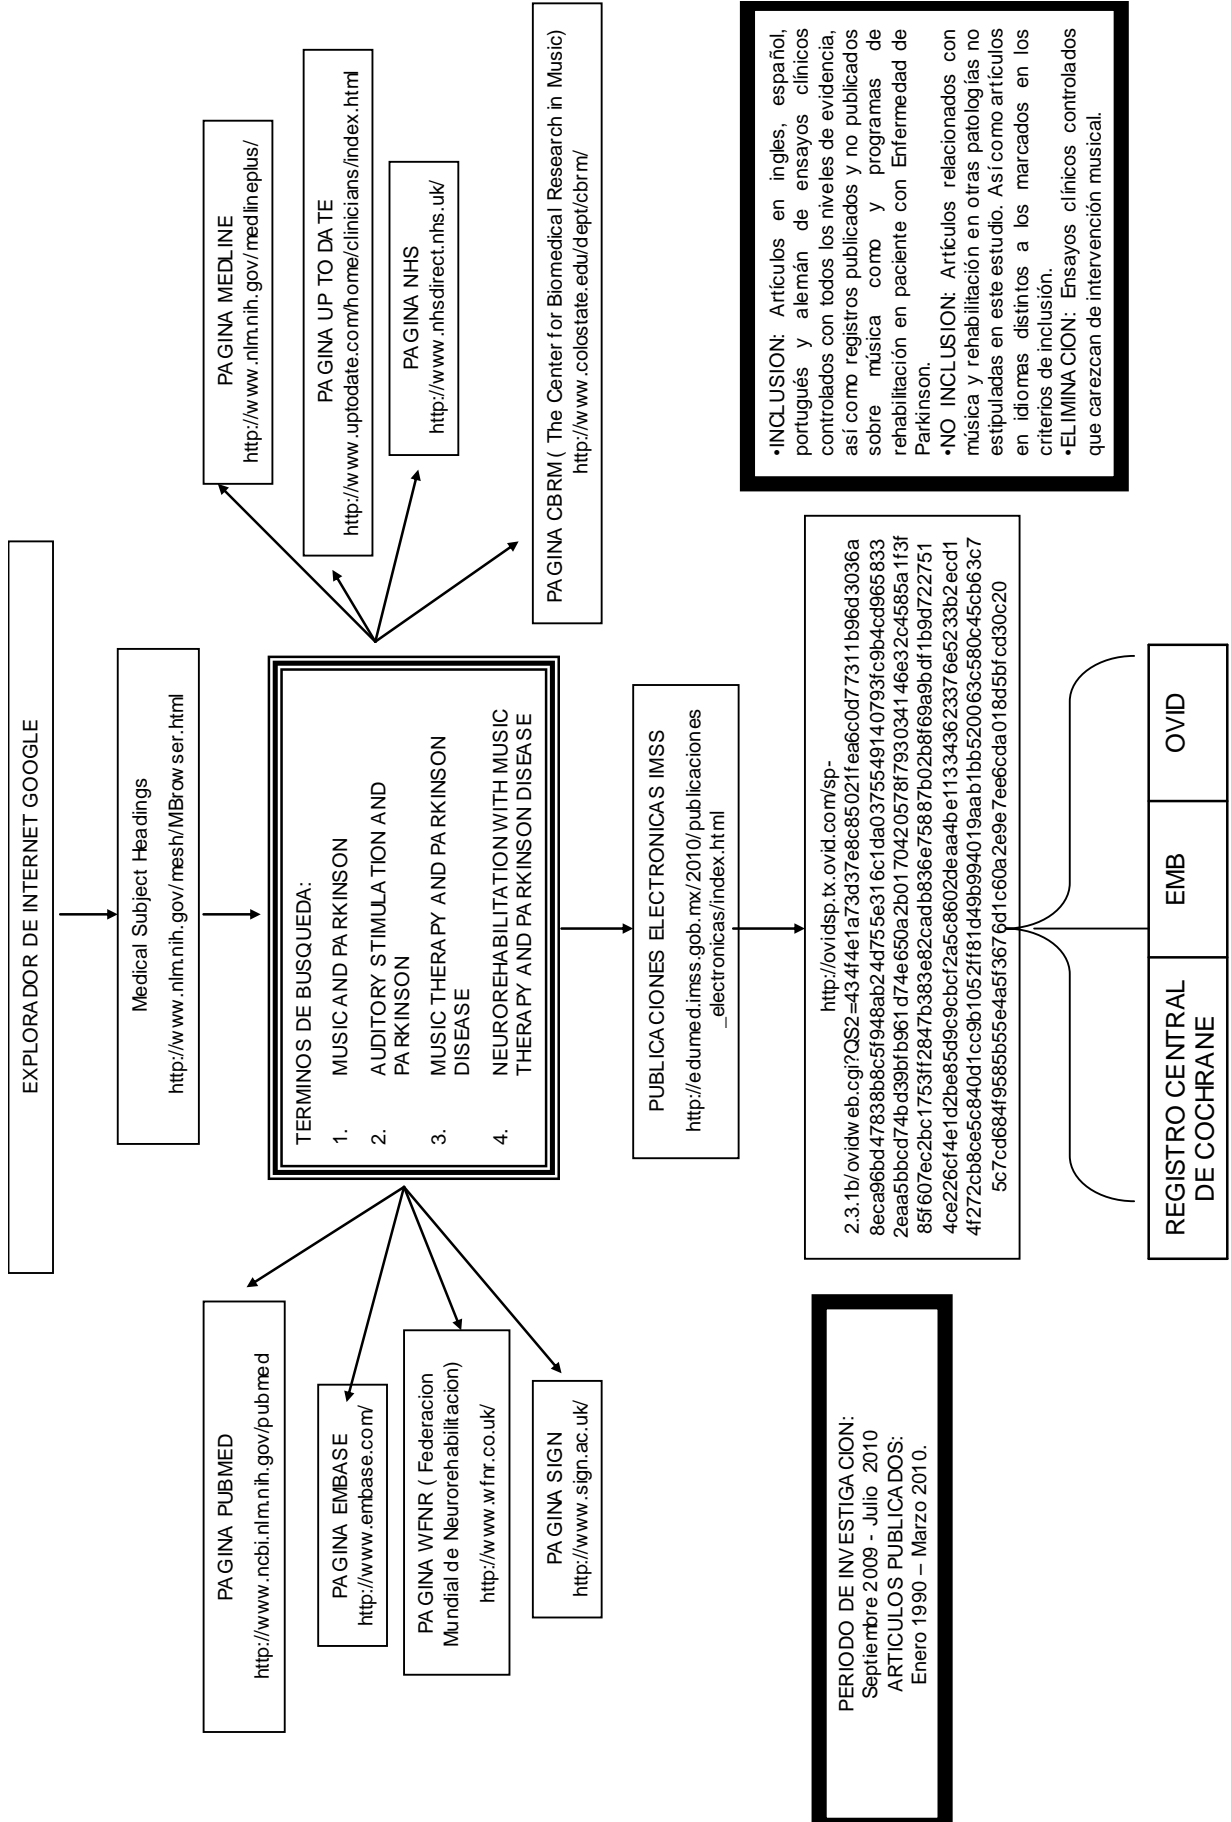 EXPLORADOR DE INTERNET GOOGLE
Medical Subject Headings
http://www.nlm.nih.gov/mesh/MBrowser.html
PAGINA PUBMED
http://www.ncbi.nlm.nih.gov/pubmed
PAGINA EMBASE
http://www.embase.com/
PAGINA WFNR ( Federacion
Mundial de Neurorehabilitacion)
http://www.wfnr.co.uk/
PAGINA SIGN
http://www.sign.ac.uk/
TERMINOS DE BUSQUEDA:
1. MUSIC AND PARKINSON
2. AUDITORY STIMULATION AND
PARKINSON
3. MUSIC THERAPY AND PARKINSON
DISEASE
4. NEUROREHABILITATION WITH MUSIC
THERAPY AND PARKINSON DISEASE
PAGINA MEDLINE
http://www.nlm.nih.gov/medlineplus/
PAGINA UP TO DATE
http://www.uptodate.com/home/clinicians/index.html
PAGINA NHS
http://www.nhsdirect.nhs.uk/
PAGINA CBRM ( The Center for Biomedical Research in Music)
http://www.colostate.edu/dept/cbrm/
PUBLICACIONES ELECTRONICAS IMSS
http://edumed.imss.gob.mx/2010/publicaciones
_electronicas/index.html
PERIODO DE INVESTIGACION:
Septiembre 2009 - Julio 2010
ARTICULOS PUBLICADOS:
Enero 1990 – Marzo 2010.
http://ovidsp.tx.ovid.com/sp-
2.3.1b/ovidweb.cgi?QS2=434f4e1a73d37e8c85021fea6c0d77311b96d3036a
8eca96bd47838b8c5f948ab24d755e316c1da0375549140793fc9b4cd965833
2eaa5bbcd74bd39bfb961d74e650a2b0170420578f793034146e32c4585a1f3f
85f607ec2bc1753ff2847b383e82cadb836e75887b02b8f69a9bdf1b9d722751
4ce226cf4e1d2be85d9c9cbcf2a5c8602deaa4be1133436233 76e5233b2ecd1
4f272cb8ce5c840d1cc9b1052ff81d49b994019aab1bb520063c580c45cb63c7
5c7cd684f9585b55e4a5f3676d1c60a2e9e7ee6cda018d5bfcd30c20
REGISTRO CENTRAL
DE COCHRANE
EMB
OVID
•INCLUSION: Artículos en ingles, español,
portugués y alemán de ensayos clínicos
controlados con todos los niveles de evidencia,
así como registros publicados y no publicados
sobre música como y programas de
rehabilitación en paciente con Enfermedad de
Parkinson.
•NO INCLUSION: Artículos relacionados con
música y rehabilitación en otras patologías no
estipuladas en este estudio. Así como artículos
en idiomas distintos a los marcados en los
criterios de inclusión.
•ELIMINACION: Ensayos clínicos controlados
que carezcan de intervención musical.